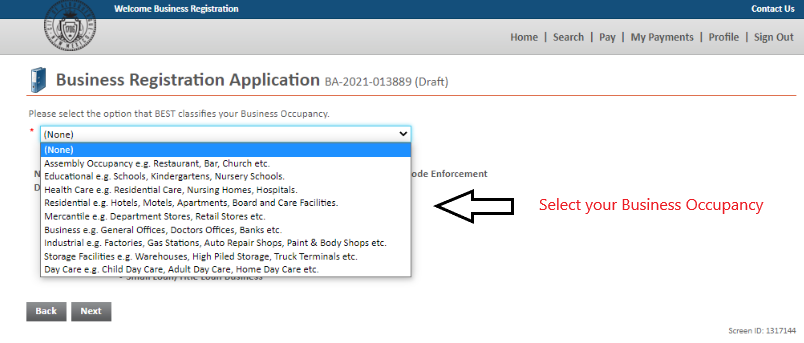 Welcome Business Registration
Contact Us
Home | Search | Pay | My Payments | Profile | Sign Out
Business Registration Application BA-2021-013889 (Draft)
Please select the option that BEST classifies your Business Occupancy.
* (None)
(None)
Assembly Occupancy e.g. Restaurant, Bar, Church etc.
Educational e.g. Schools, Kindergartens, Nursery Schools.
ode Enforcement
Health Care e.g. Residential Care, Nursing Homes, Hospitals.
Residential e.g. Hotels, Motels, Apartments, Board and Care Facilities.
Select your Business Occupancy
Mercantile e.g. Department Stores, Retail Stores etc.
Business e.g. General Offices, Doctors Offices, Banks etc.
Industrial e.g. Factories, Gas Stations, Auto Repair Shops, Paint & Body Shops etc.
Storage Facilities e.g. Warehouses, High Piled Storage, Truck Terminals etc.
Day Care e.g. Child Day Care, Adult Day Care, Home Day Care etc.
Small Loan/Title Loan Business
Back Next
Screen ID: 1317144